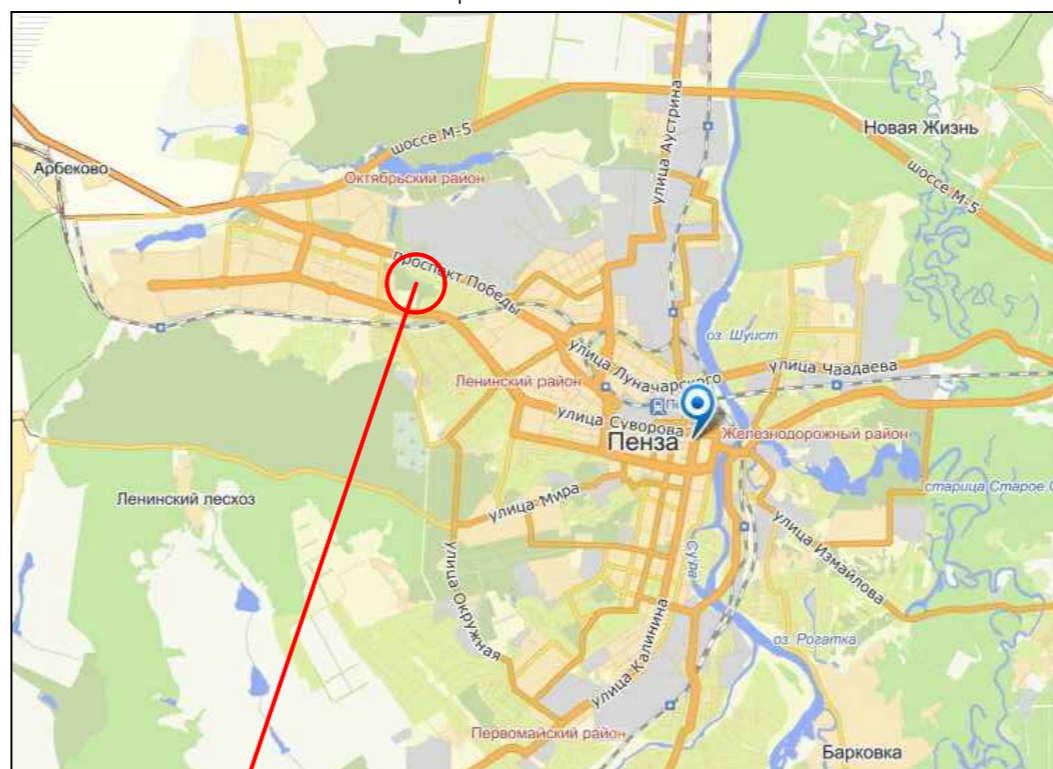 улица Аустрина
Новая Жизнь
шоссе М-5
шоссе М-5
Арбеково
Октябрьский район
проспект Победы
оз. Шуист
улица Луначарского
улица Чаадаева
Ленинский район
улица Суворова
Пенза
Железнодорожный район
старица Старое
Ленинский лесхоз
улица Мира
улица Измайлова
Сура
улица Окружная
улица Калинина
оз. Рогатка
Первомайский район
Барковка